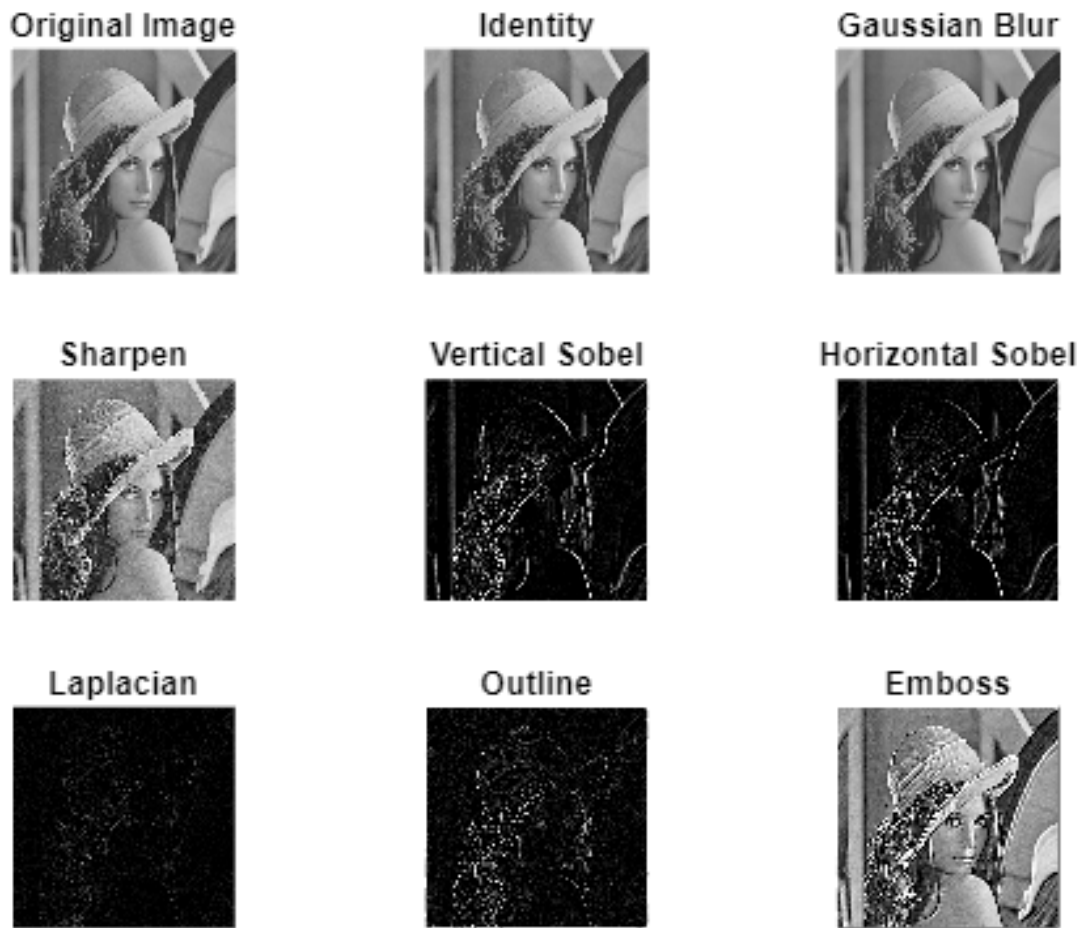 Original Image
Identity
Gaussian Blur
Sharpen
Vertical Sobel
Horizontal Sobel
Laplacian
Outline
Emboss